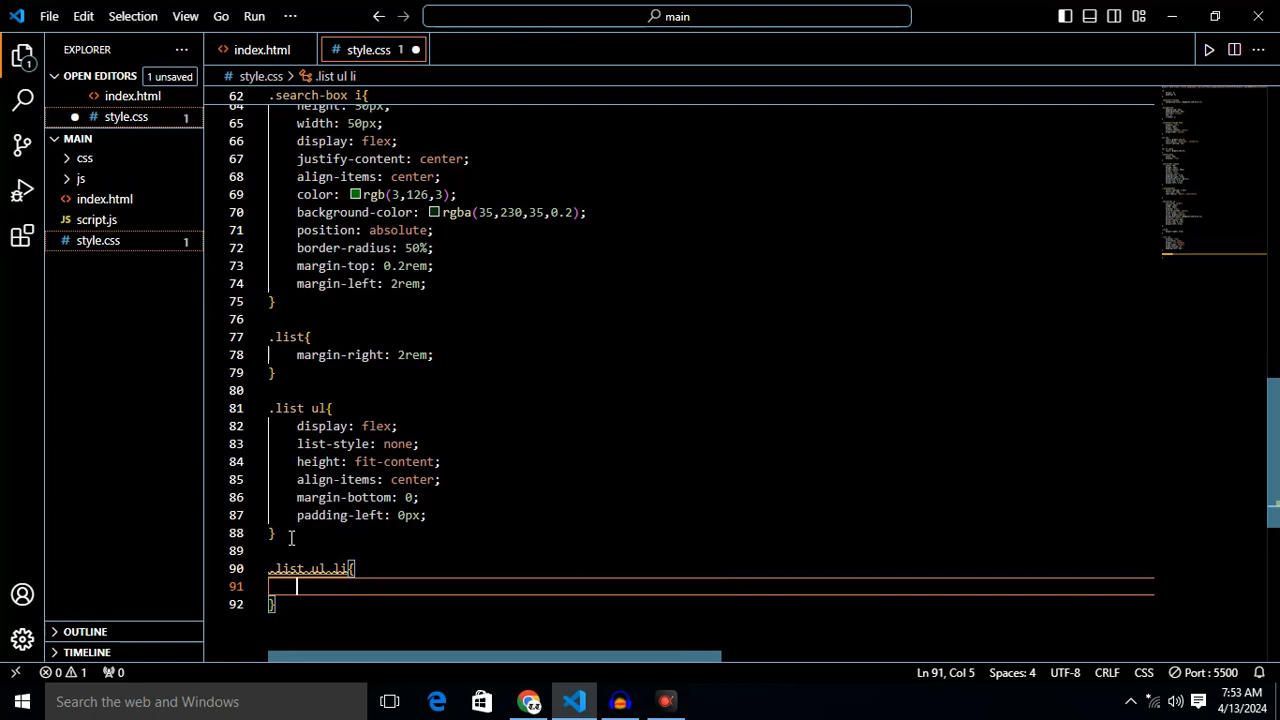 File Edit Selection View Go Run ··· main
EXPLORER ···
index.html
style.css 1
OPEN EDITORS 1 unsaved
style.css > .list ul li
index.html
style.css 1
MAIN
css
js
index.html
JS script.js
style.css 1
62 .search-box i{
64 height: 50px;
65 width: 50px;
66 display: flex;
67 justify-content: center;
68 align-items: center;
69 color: rgb(3,126,3);
70 background-color: rgba(35,230,35,0.2);
71 position: absolute;
72 border-radius: 50%;
73 margin-top: 0.2rem;
74 margin-left: 2rem;
75 }
76
77 .list{
78 margin-right: 2rem;
79 }
80
81 .list ul{
82 display: flex;
83 list-style: none;
84 height: fit-content;
85 align-items: center;
86 margin-bottom: 0;
87 padding-left: 0px;
88 }
89
90 .list ul li{
91
92 }
OUTLINE
TIMELINE
0 1 0 Ln 91, Col 5 Spaces: 4 UTF-8 CRLF CSS Port : 5500
Search the web and Windows
7:53 AM
4/13/2024